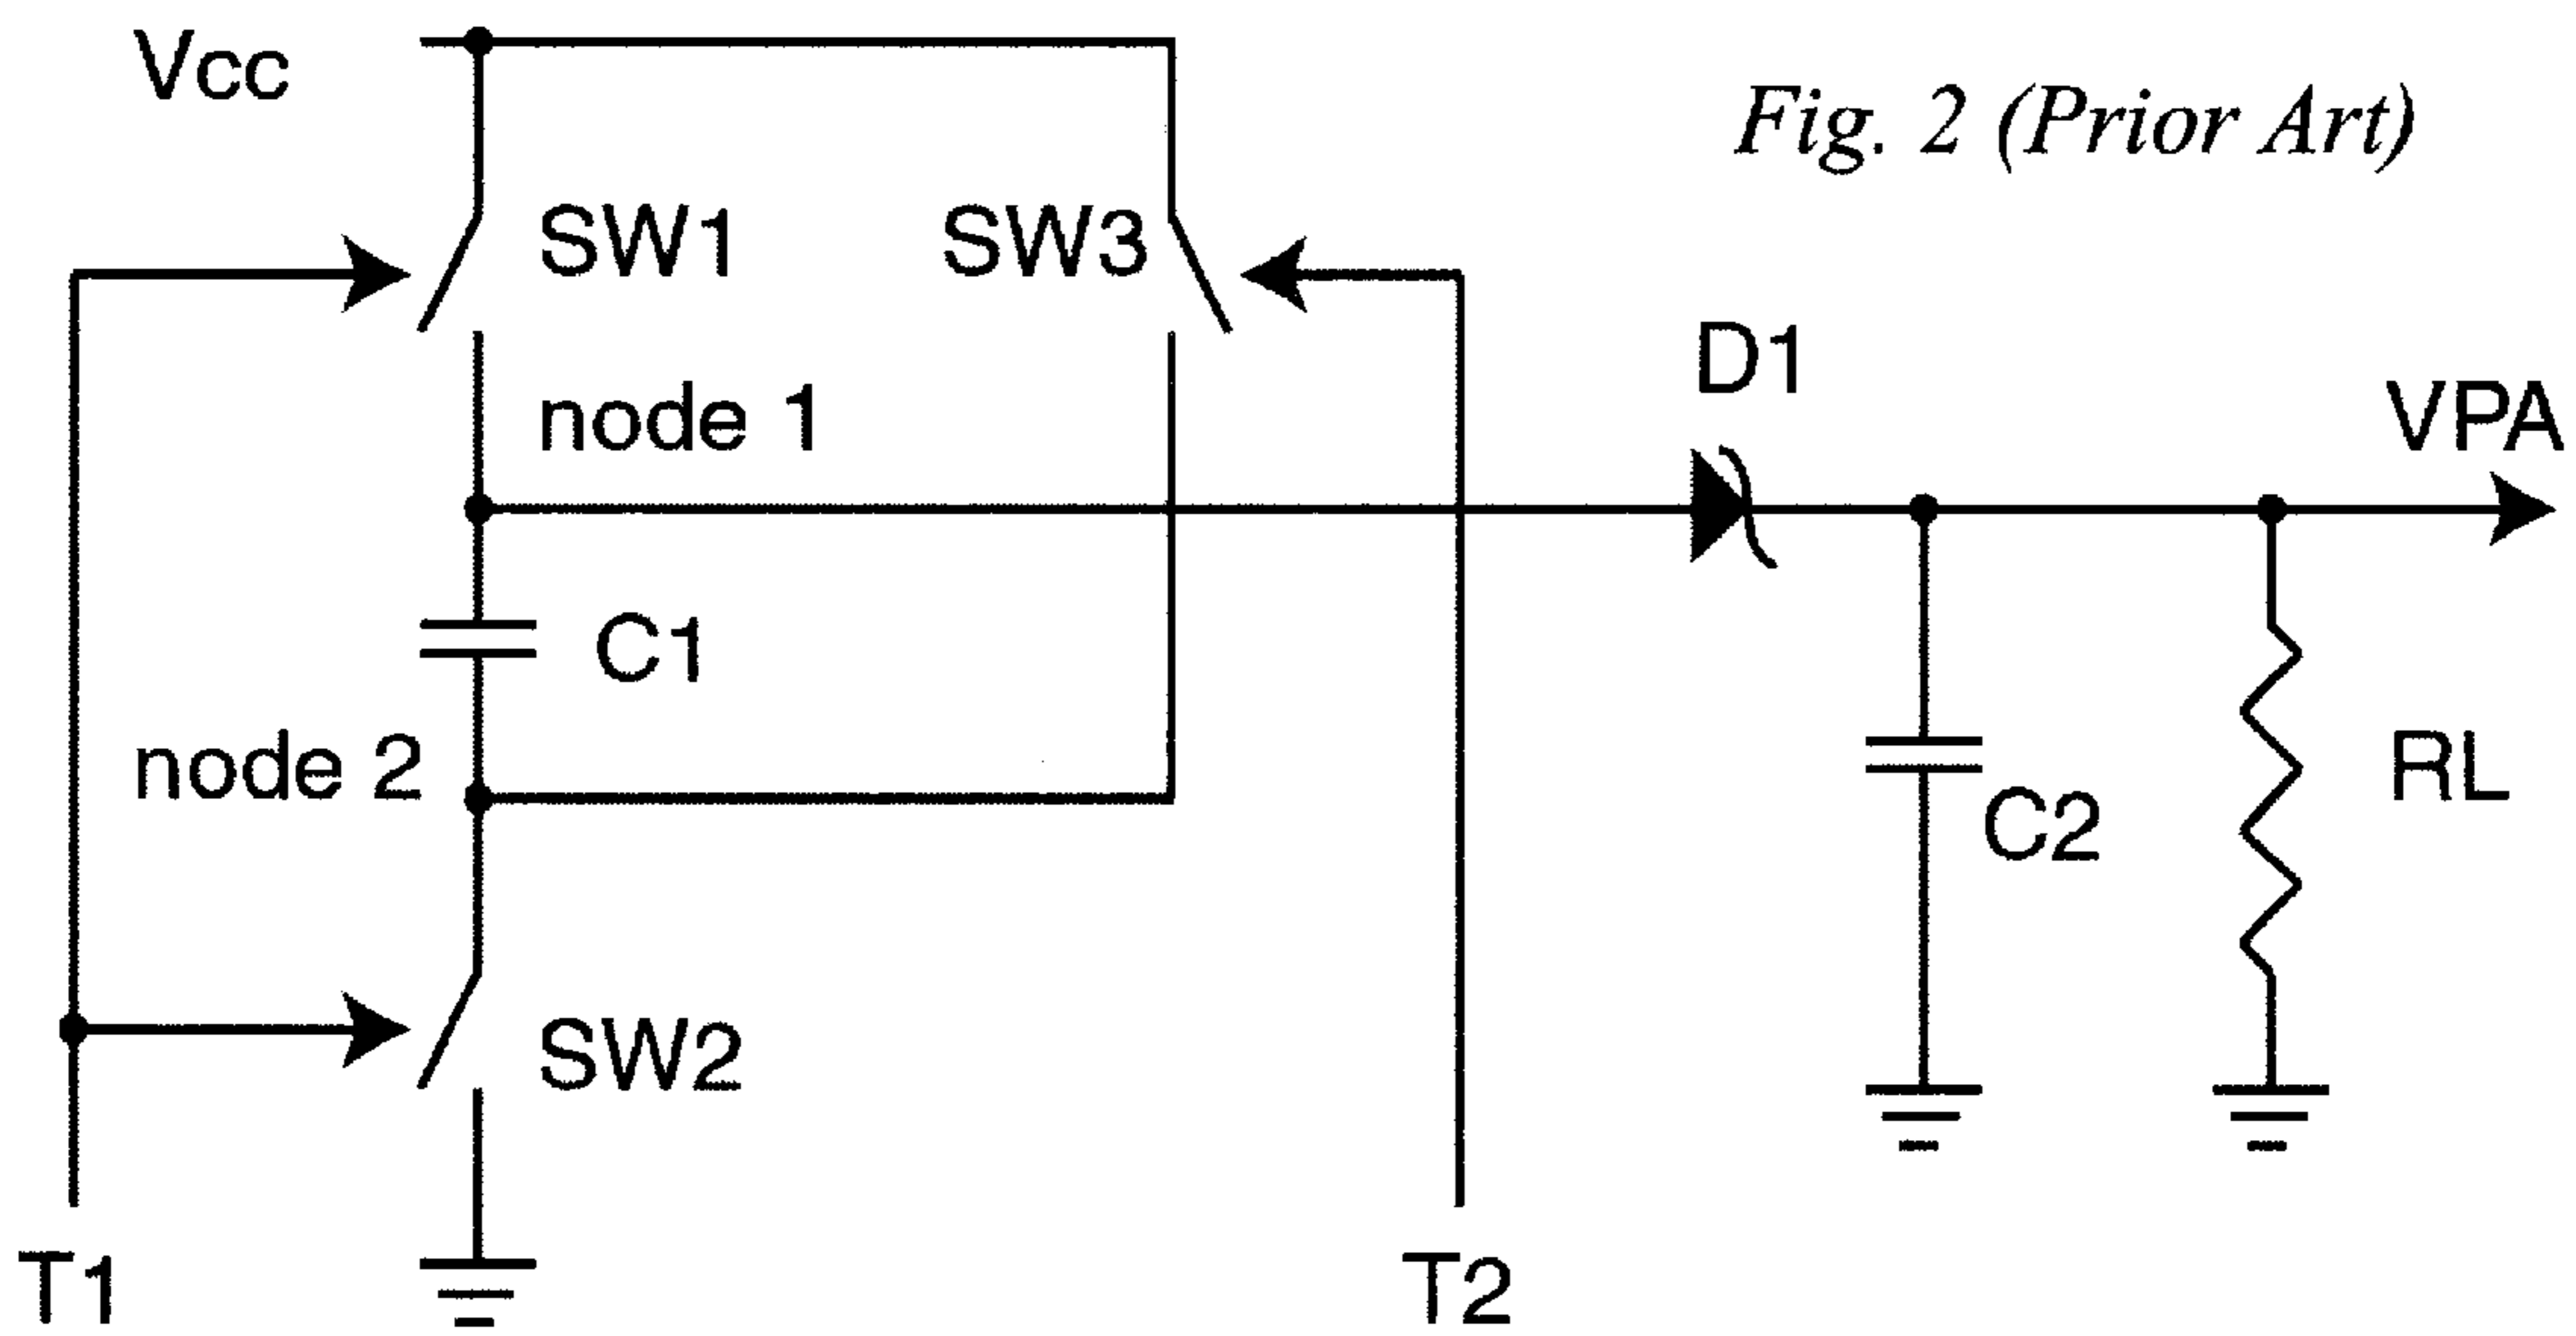 Vcc
Fig. 2 (Prior Art)
SW1
SW3
D1
node 1
VPA
C1
node 2
RL
C2
SW2
T1
T2